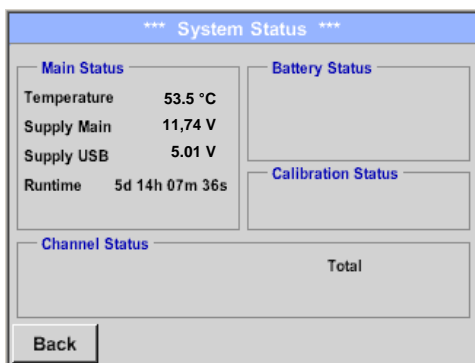 *** System Status ***
Main Status
Temperature 53.5 °C
Supply Main 11,74 V
Supply USB 5.01 V
Runtime 5d 14h 07m 36s
Battery Status
Calibration Status
Channel Status
Total
Back